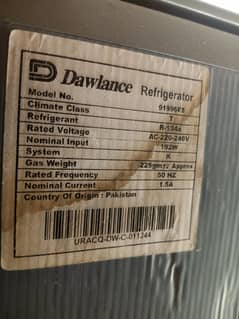 Dawlance Refrigerator
Model No.
Climate Class
Refrigerant T
Rated Voltage R-134a
Nominal Input AC-220-240V
System 192W
Gas Weight 225gm±2 Approx
Rated Frequency 50 HZ
Nominal Current 1.5A
Country Of Origin : Pakistan
URACQ-DW-C-011244